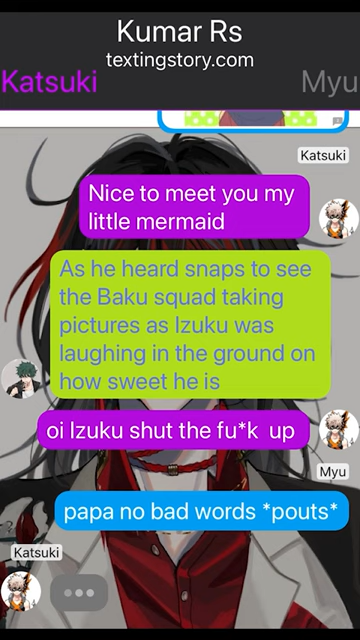 Kumar Rs
textingstory.com
Katsuki
Myu
Katsuki
Nice to meet you my
little mermaid
As he heard snaps to see
the Baku squad taking
pictures as Izuku was
laughing in the ground on
how sweet he is
oi Izuku shut the fu*k up
Myu
papa no bad words *pouts*
Katsuki